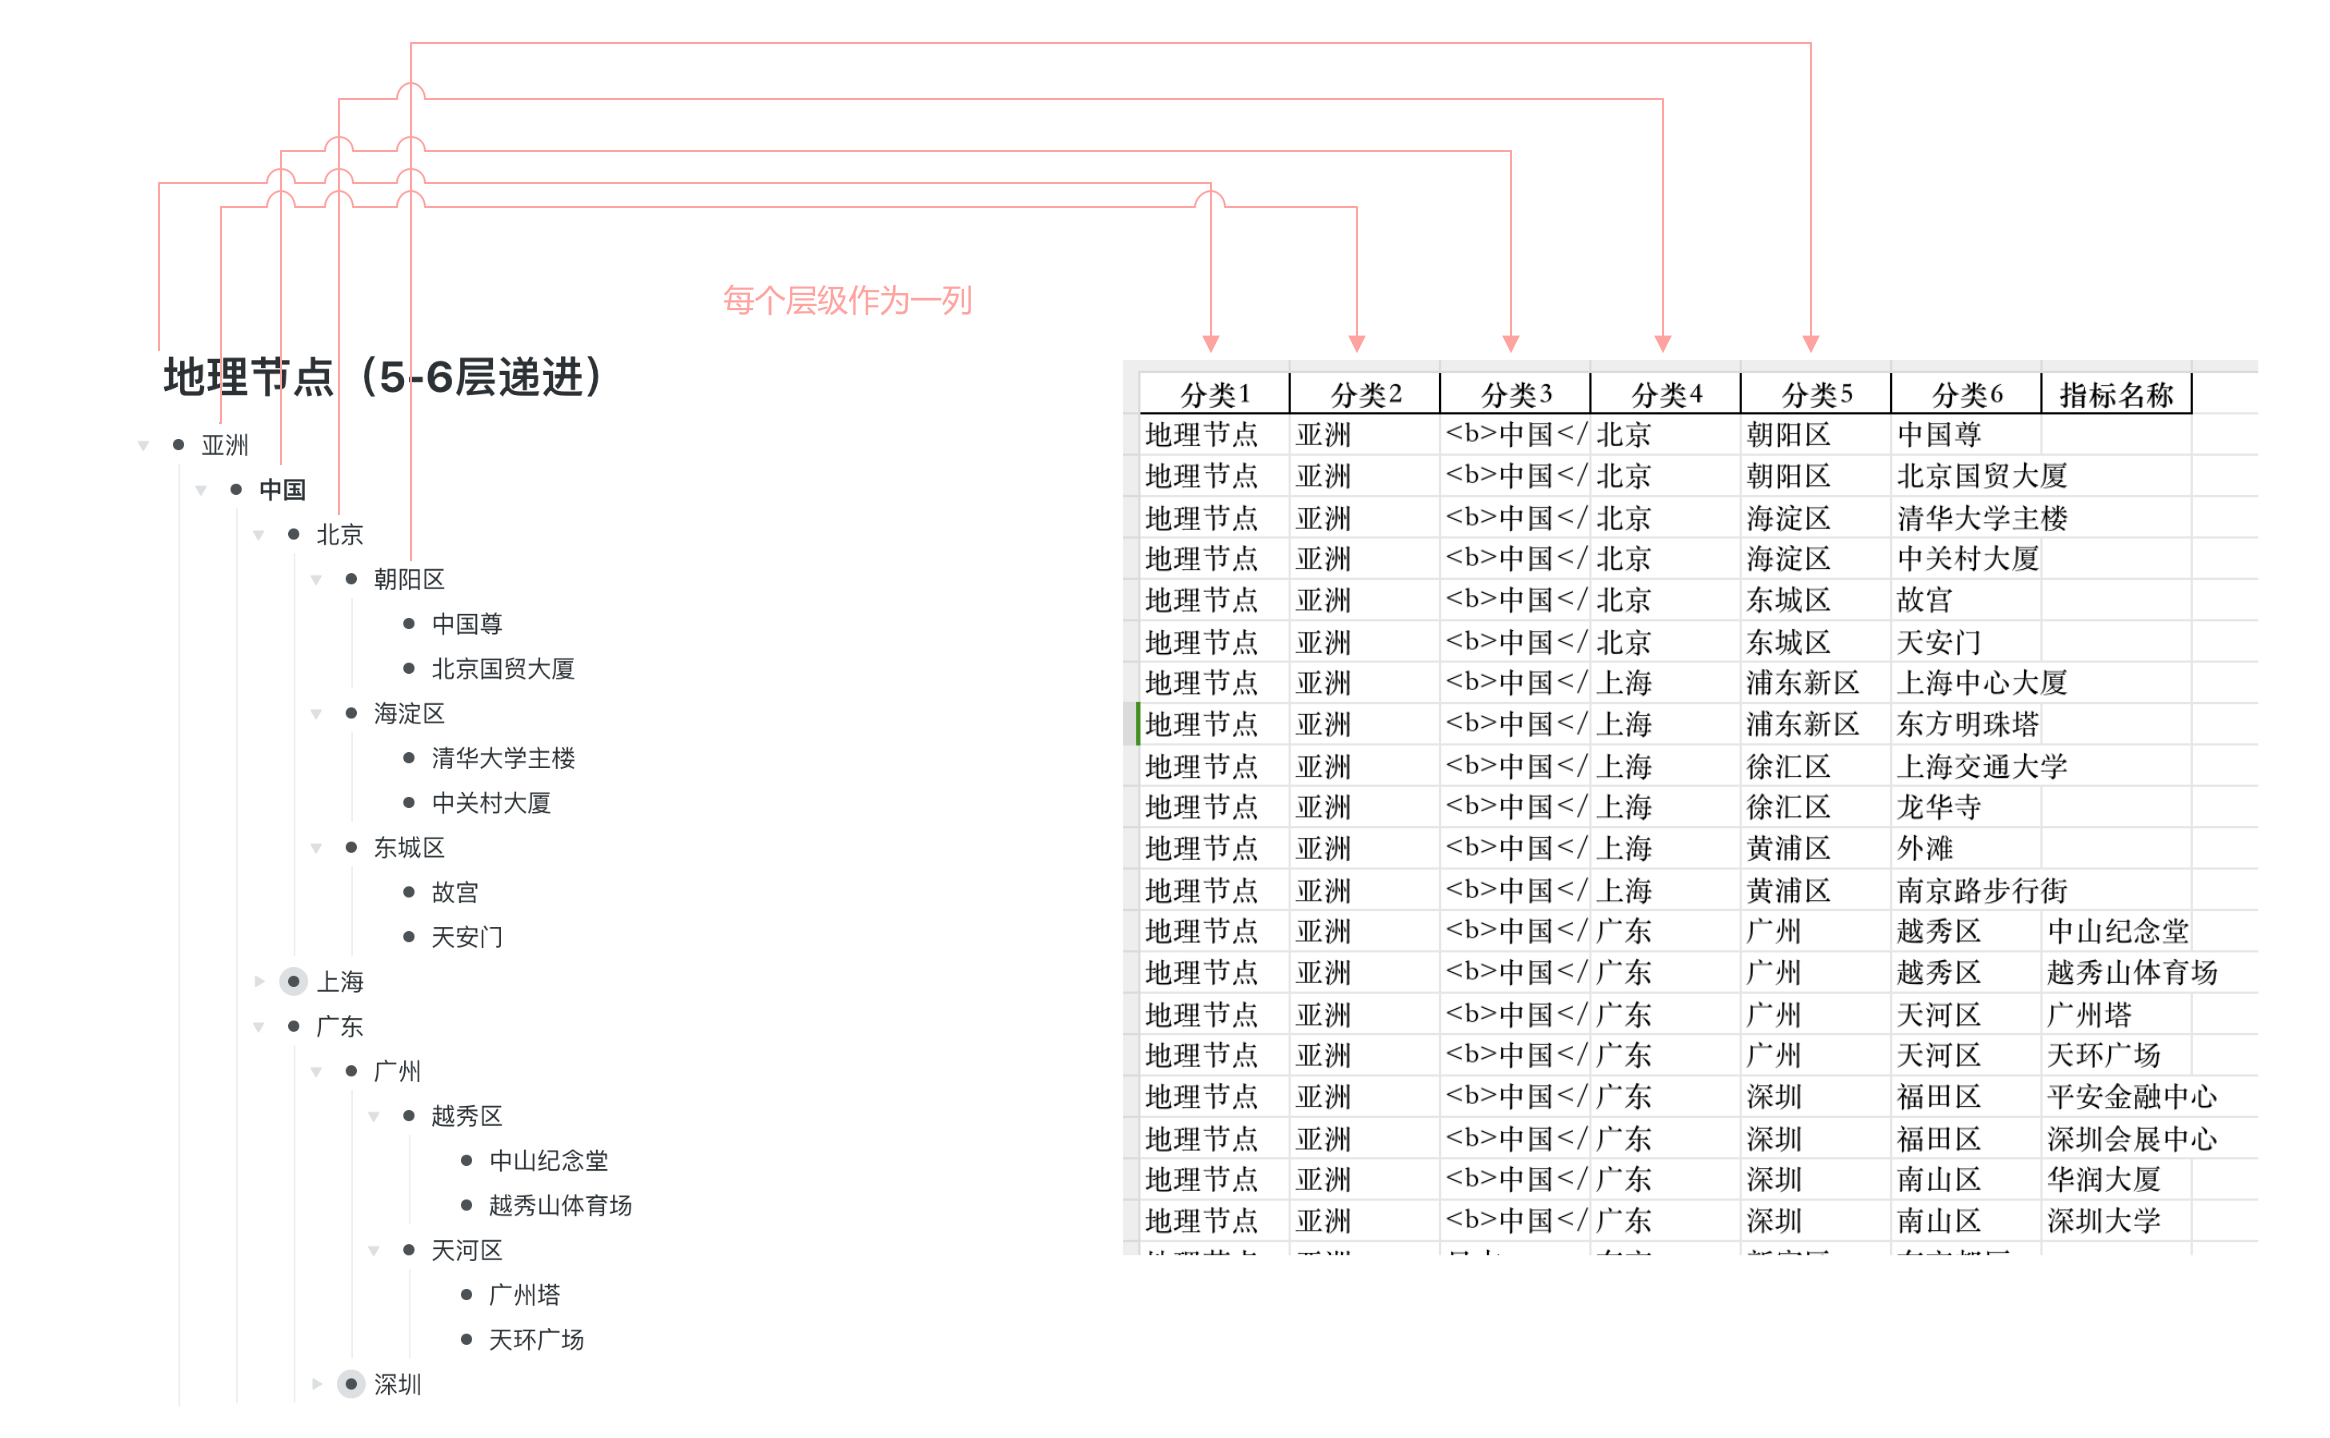 每个层级作为一列
地理节点（5-6层递进）
亚洲
中国
北京
朝阳区
中国尊
北京国贸大厦
海淀区
清华大学主楼
中关村大厦
东城区
故宫
天安门
上海
广东
广州
越秀区
中山纪念堂
越秀山体育场
天河区
广州塔
天环广场
深圳
分类1 分类2 分类3 分类4 分类5 分类6 指标名称
地理节点 亚洲 <b>中国</ 北京 朝阳区 中国尊
地理节点 亚洲 <b>中国</ 北京 朝阳区 北京国贸大厦
地理节点 亚洲 <b>中国</ 北京 海淀区 清华大学主楼
地理节点 亚洲 <b>中国</ 北京 海淀区 中关村大厦
地理节点 亚洲 <b>中国</ 北京 东城区 故宫
地理节点 亚洲 <b>中国</ 北京 东城区 天安门
地理节点 亚洲 <b>中国</ 上海 浦东新区 上海中心大厦
地理节点 亚洲 <b>中国</ 上海 浦东新区 东方明珠塔
地理节点 亚洲 <b>中国</ 上海 徐汇区 上海交通大学
地理节点 亚洲 <b>中国</ 上海 徐汇区 龙华寺
地理节点 亚洲 <b>中国</ 上海 黄浦区 外滩
地理节点 亚洲 <b>中国</ 上海 黄浦区 南京路步行街
地理节点 亚洲 <b>中国</ 广东 广州 越秀区 中山纪念堂
地理节点 亚洲 <b>中国</ 广东 广州 越秀区 越秀山体育场
地理节点 亚洲 <b>中国</ 广东 广州 天河区 广州塔
地理节点 亚洲 <b>中国</ 广东 广州 天河区 天环广场
地理节点 亚洲 <b>中国</ 广东 深圳 福田区 平安金融中心
地理节点 亚洲 <b>中国</ 广东 深圳 福田区 深圳会展中心
地理节点 亚洲 <b>中国</ 广东 深圳 南山区 华润大厦
地理节点 亚洲 <b>中国</ 广东 深圳 南山区 深圳大学